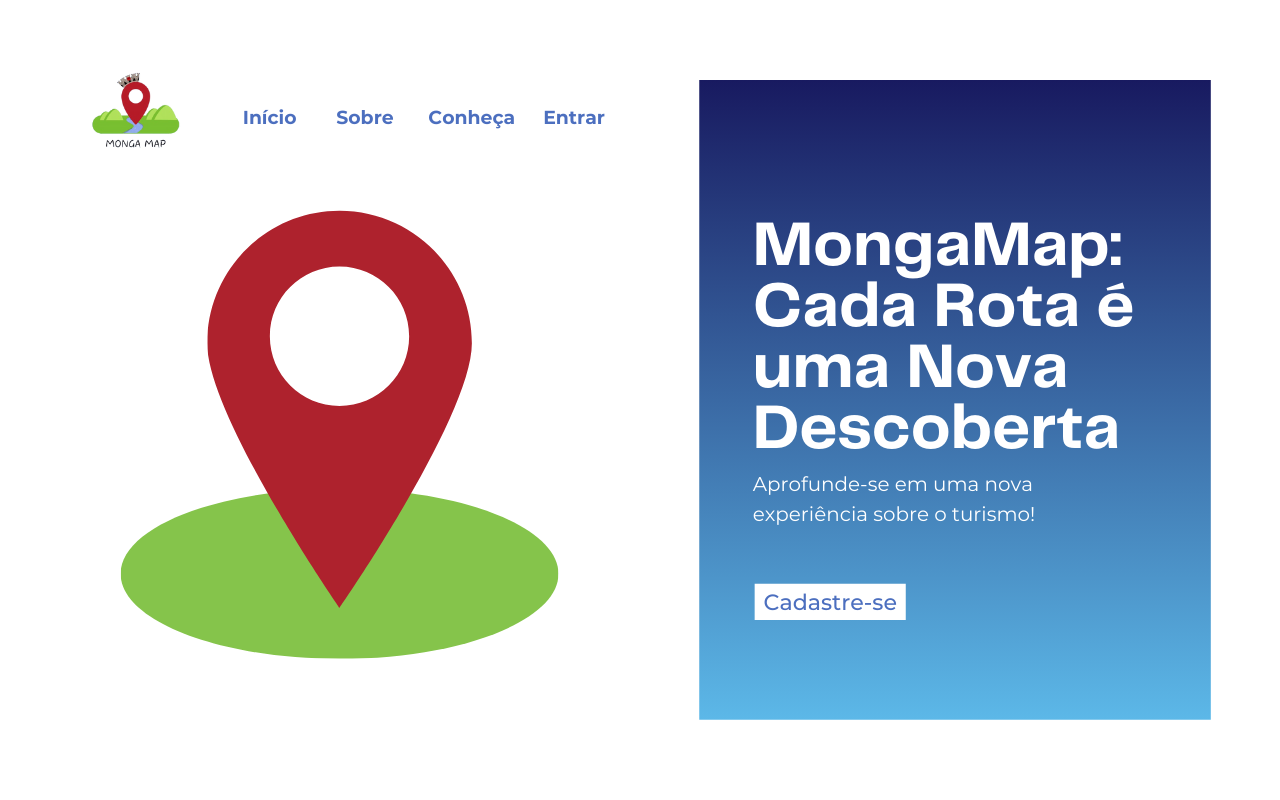 MONGA MAP
Início Sobre Conheça Entrar
MongaMap:
Cada Rota é
uma Nova
Descoberta
Aprofunde-se em uma nova
experiência sobre o turismo!
Cadastre-se